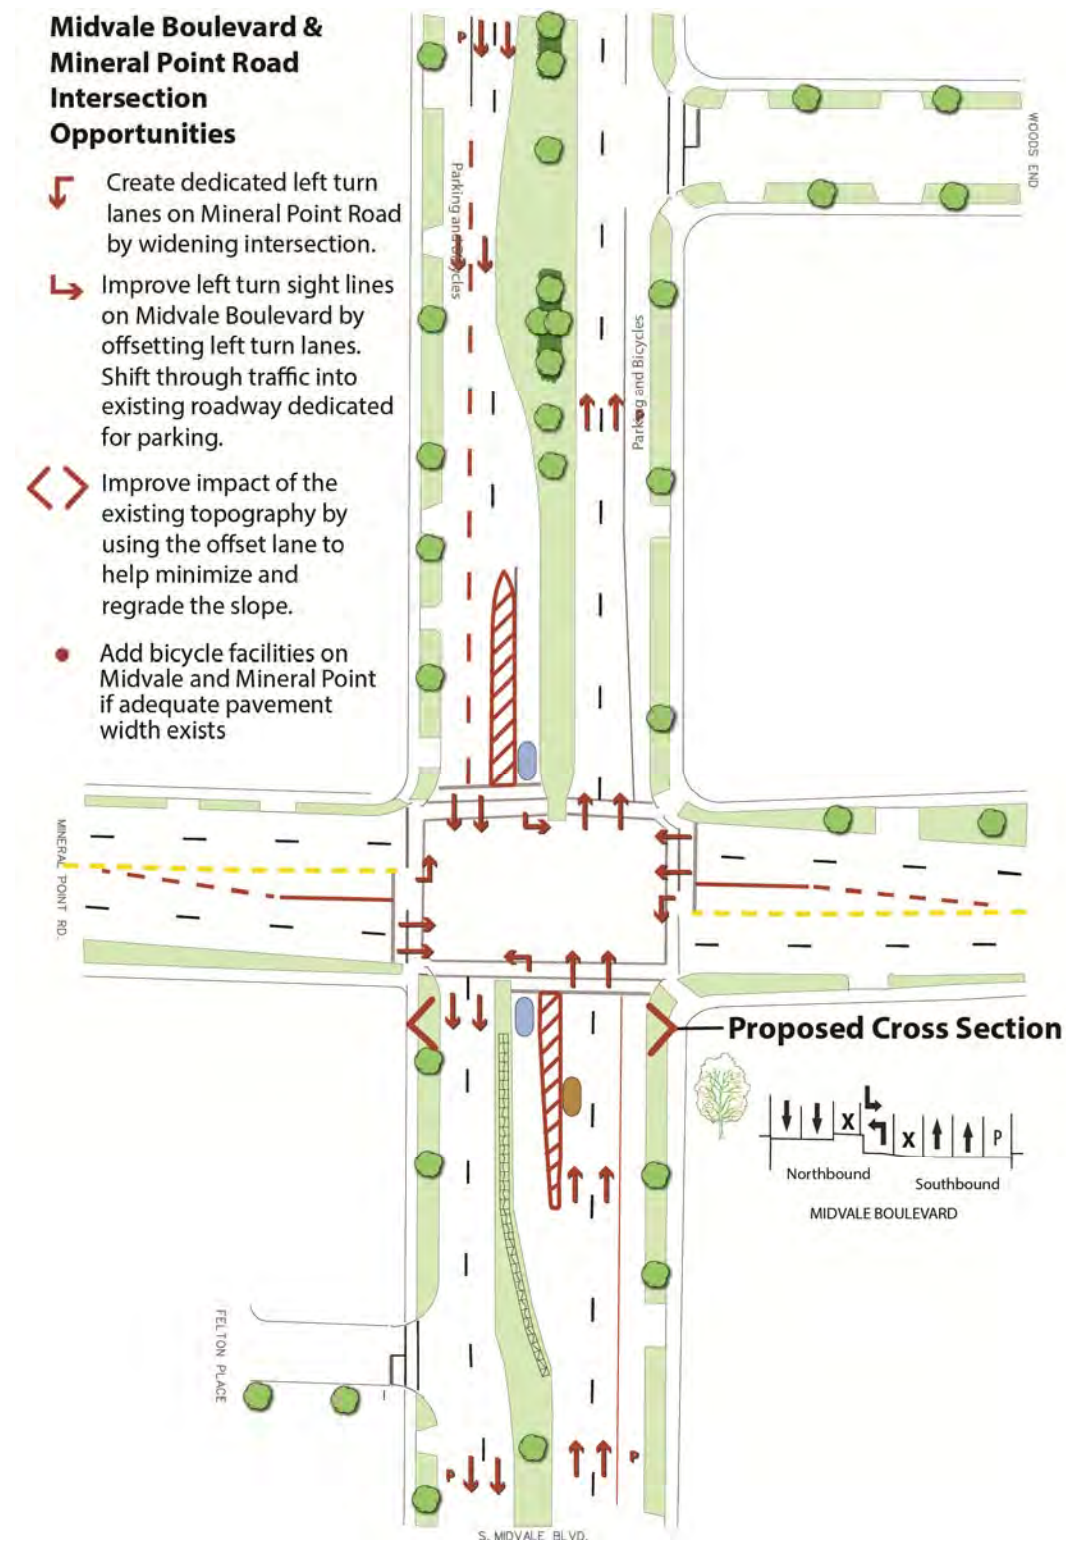 Midvale Boulevard &
Mineral Point Road
Intersection
Opportunities
Create dedicated left turn
lanes on Mineral Point Road
by widening intersection.
Improve left turn sight lines
on Midvale Boulevard by
offsetting left turn lanes.
Shift through traffic into
existing roadway dedicated
for parking.
Improve impact of the
existing topography by
using the offset lane to
help minimize and
regrade the slope.
Add bicycle facilities on
Midvale and Mineral Point
if adequate pavement
width exists
P
WOODS END
Parking and Bicycles
Parking and Bicycles
MINERAL POINT RD.
Proposed Cross Section
X
X
P
Northbound
Southbound
MIDVALE BOULEVARD
FELTON PLACE
P
P
S. MIDVALE BLVD.